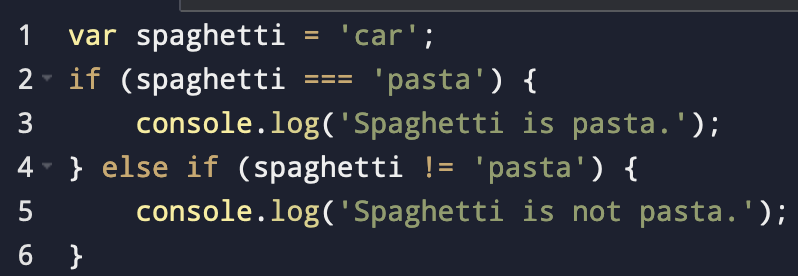 1 var spaghetti = 'car';
2 if (spaghetti === 'pasta') {
3     console.log('Spaghetti is pasta.');
4 } else if (spaghetti != 'pasta') {
5     console.log('Spaghetti is not pasta.');
6 }